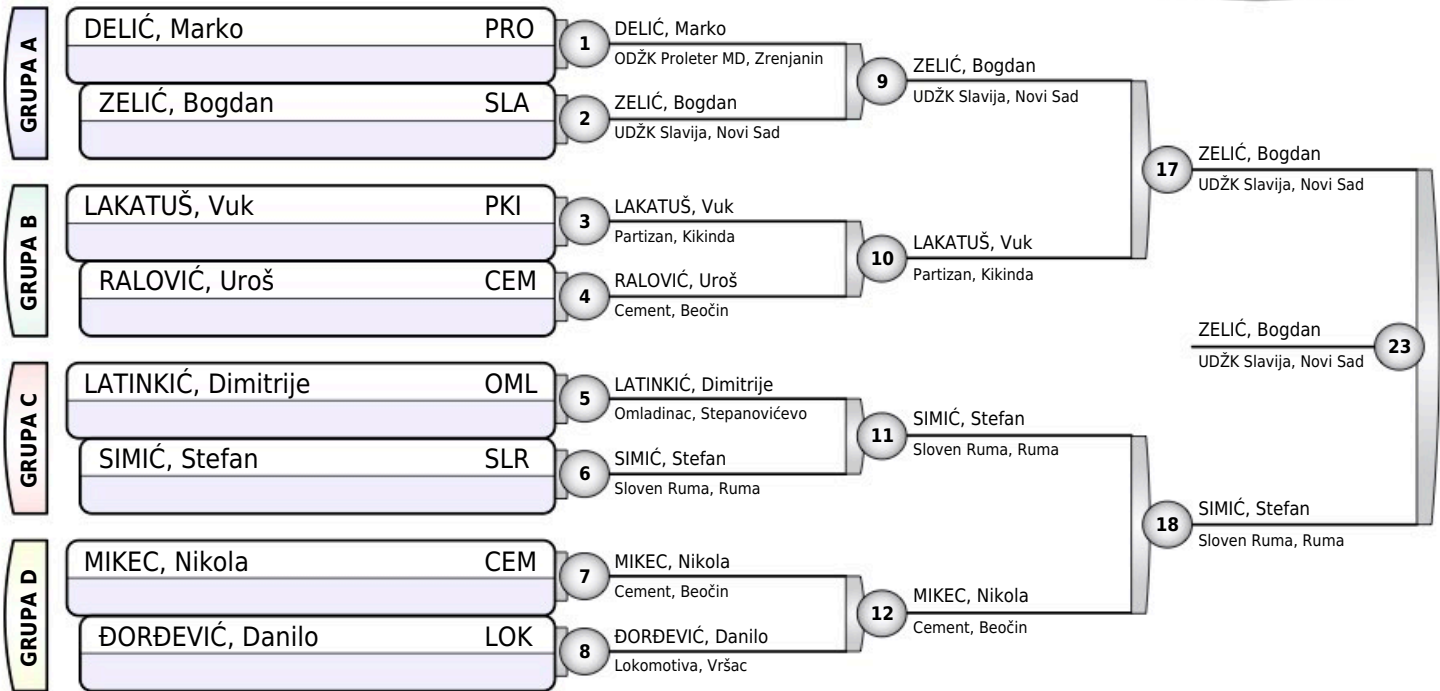 GRUPA A
DELIĆ, Marko PRO
ZELIĆ, Bogdan SLA
GRUPA B
LAKATUŠ, Vuk PKI
RALOVIĆ, Uroš CEM
GRUPA C
LATINKIĆ, Dimitrije OML
SIMIĆ, Stefan SLR
GRUPA D
MIKEC, Nikola CEM
ĐORĐEVIĆ, Danilo LOK
1
DELIĆ, Marko
ODŽK Proleter MD, Zrenjanin
2
ZELIĆ, Bogdan
UDŽK Slavija, Novi Sad
3
LAKATUŠ, Vuk
Partizan, Kikinda
4
RALOVIĆ, Uroš
Cement, Beočin
5
LATINKIĆ, Dimitrije
Omladinac, Stepanovićevo
6
SIMIĆ, Stefan
Sloven Ruma, Ruma
7
MIKEC, Nikola
Cement, Beočin
8
ĐORĐEVIĆ, Danilo
Lokomotiva, Vršac
9
ZELIĆ, Bogdan
UDŽK Slavija, Novi Sad
10
LAKATUŠ, Vuk
Partizan, Kikinda
11
SIMIĆ, Stefan
Sloven Ruma, Ruma
12
MIKEC, Nikola
Cement, Beočin
17
ZELIĆ, Bogdan
UDŽK Slavija, Novi Sad
18
SIMIĆ, Stefan
Sloven Ruma, Ruma
ZELIĆ, Bogdan
UDŽK Slavija, Novi Sad
23